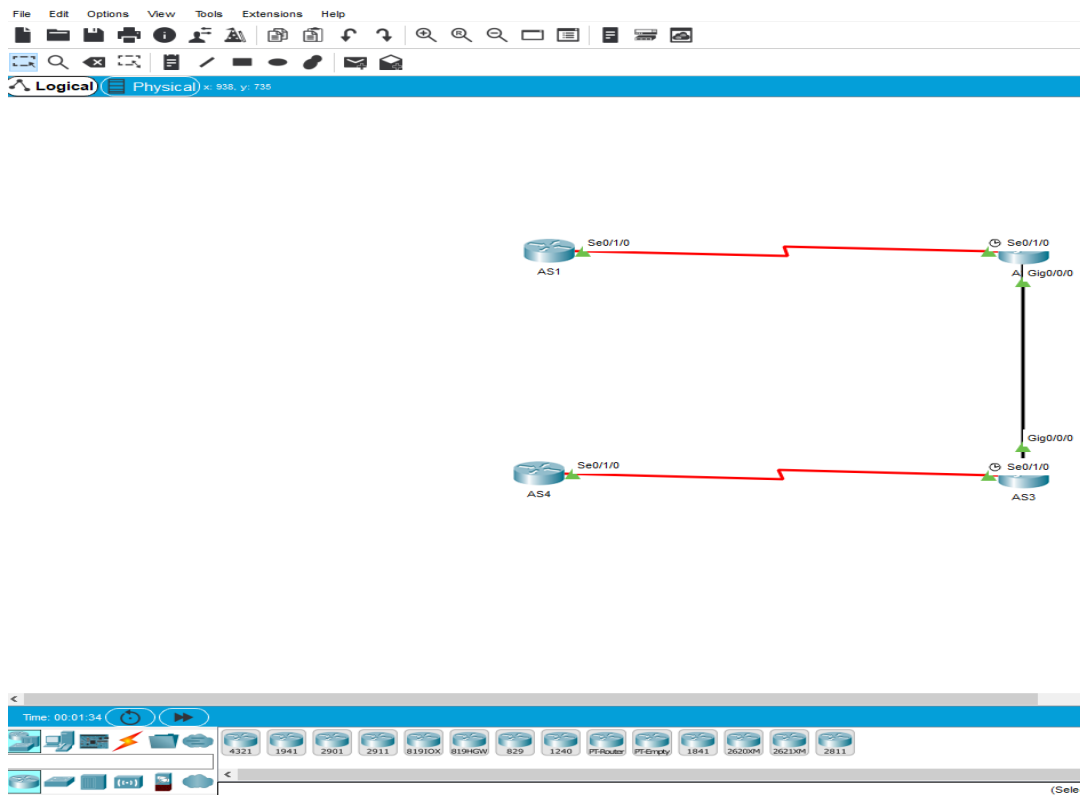 File Edit Options View Tools Extensions Help
Logical Physical x: 938, y: 735
Se0/1/0 Se0/1/0
AS1 A Gig0/0/0
Gig0/0/0
Se0/1/0 Se0/1/0
AS4 AS3
Time: 00:01:34
4321 1941 2901 2911 819IOX 819HGW 829 1240 PT-Router PT-Empty 1841 2620XM 2621XM 2811
(Sele